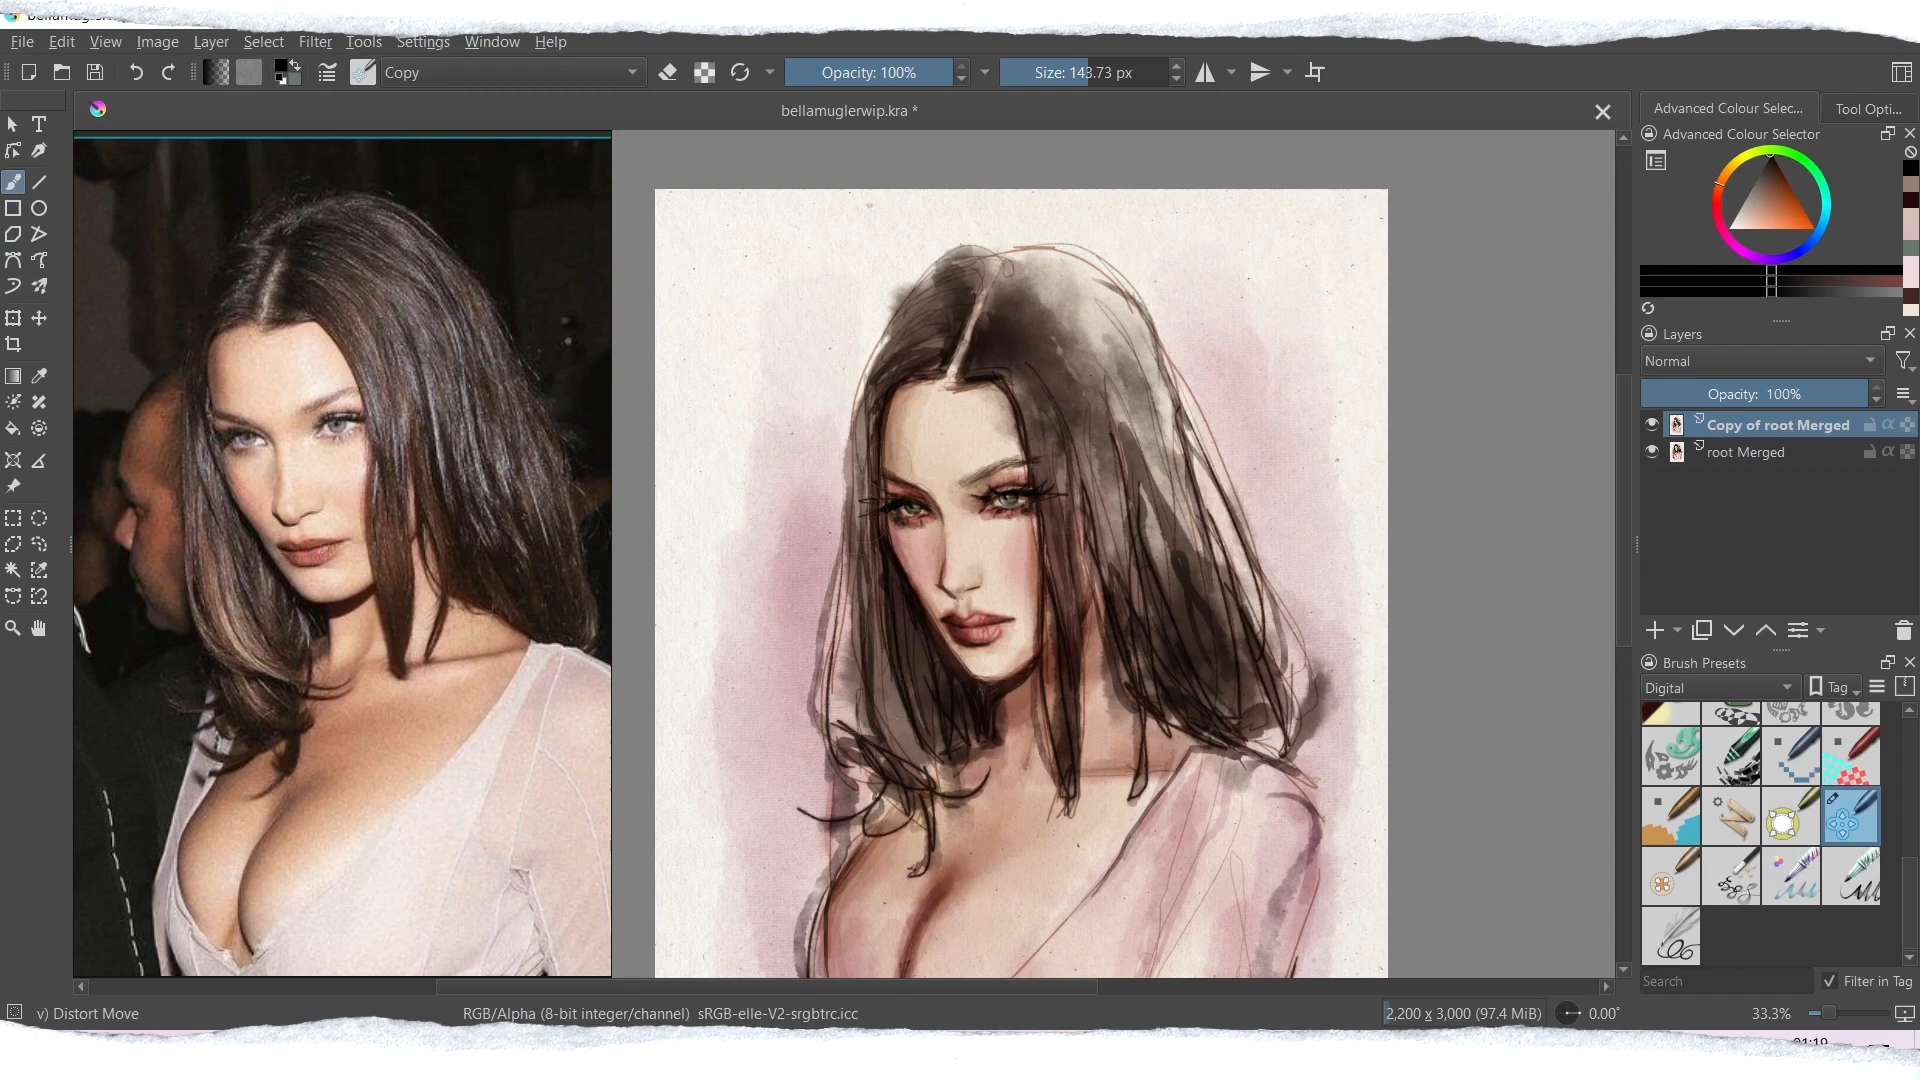 File Edit View Image Layer Select Filter Tools Settings Window Help
Copy
Opacity: 100%
Size: 143.73 px
bellamuglerwip.kra *
Advanced Colour Selec...
Tool Opti...
Advanced Colour Selector
Layers
Normal
Opacity: 100%
Copy of root Merged
root Merged
Brush Presets
Digital
Tag
Search
Filter in Tag
v) Distort Move
RGB/Alpha (8-bit integer/channel) sRGB-elle-V2-srgbtrc.icc
2,200 x 3,000 (97.4 MiB)
0.00°
33.3%